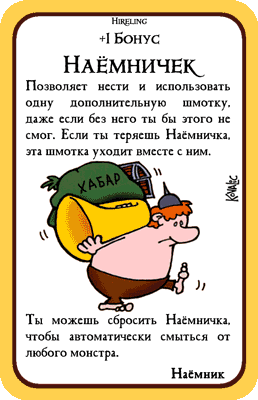 Hireling
+1 Бонус
Наёмничек
Позволяет нести и использовать
одну дополнительную шмотку,
даже если без него ты бы этого не
смог. Если ты теряешь Наёмничка,
эта шмотка уходит вместе с ним.
ХАБАР
Kovalic
Ты можешь сбросить Наёмничка,
чтобы автоматически смыться от
любого монстра.
Наёмник